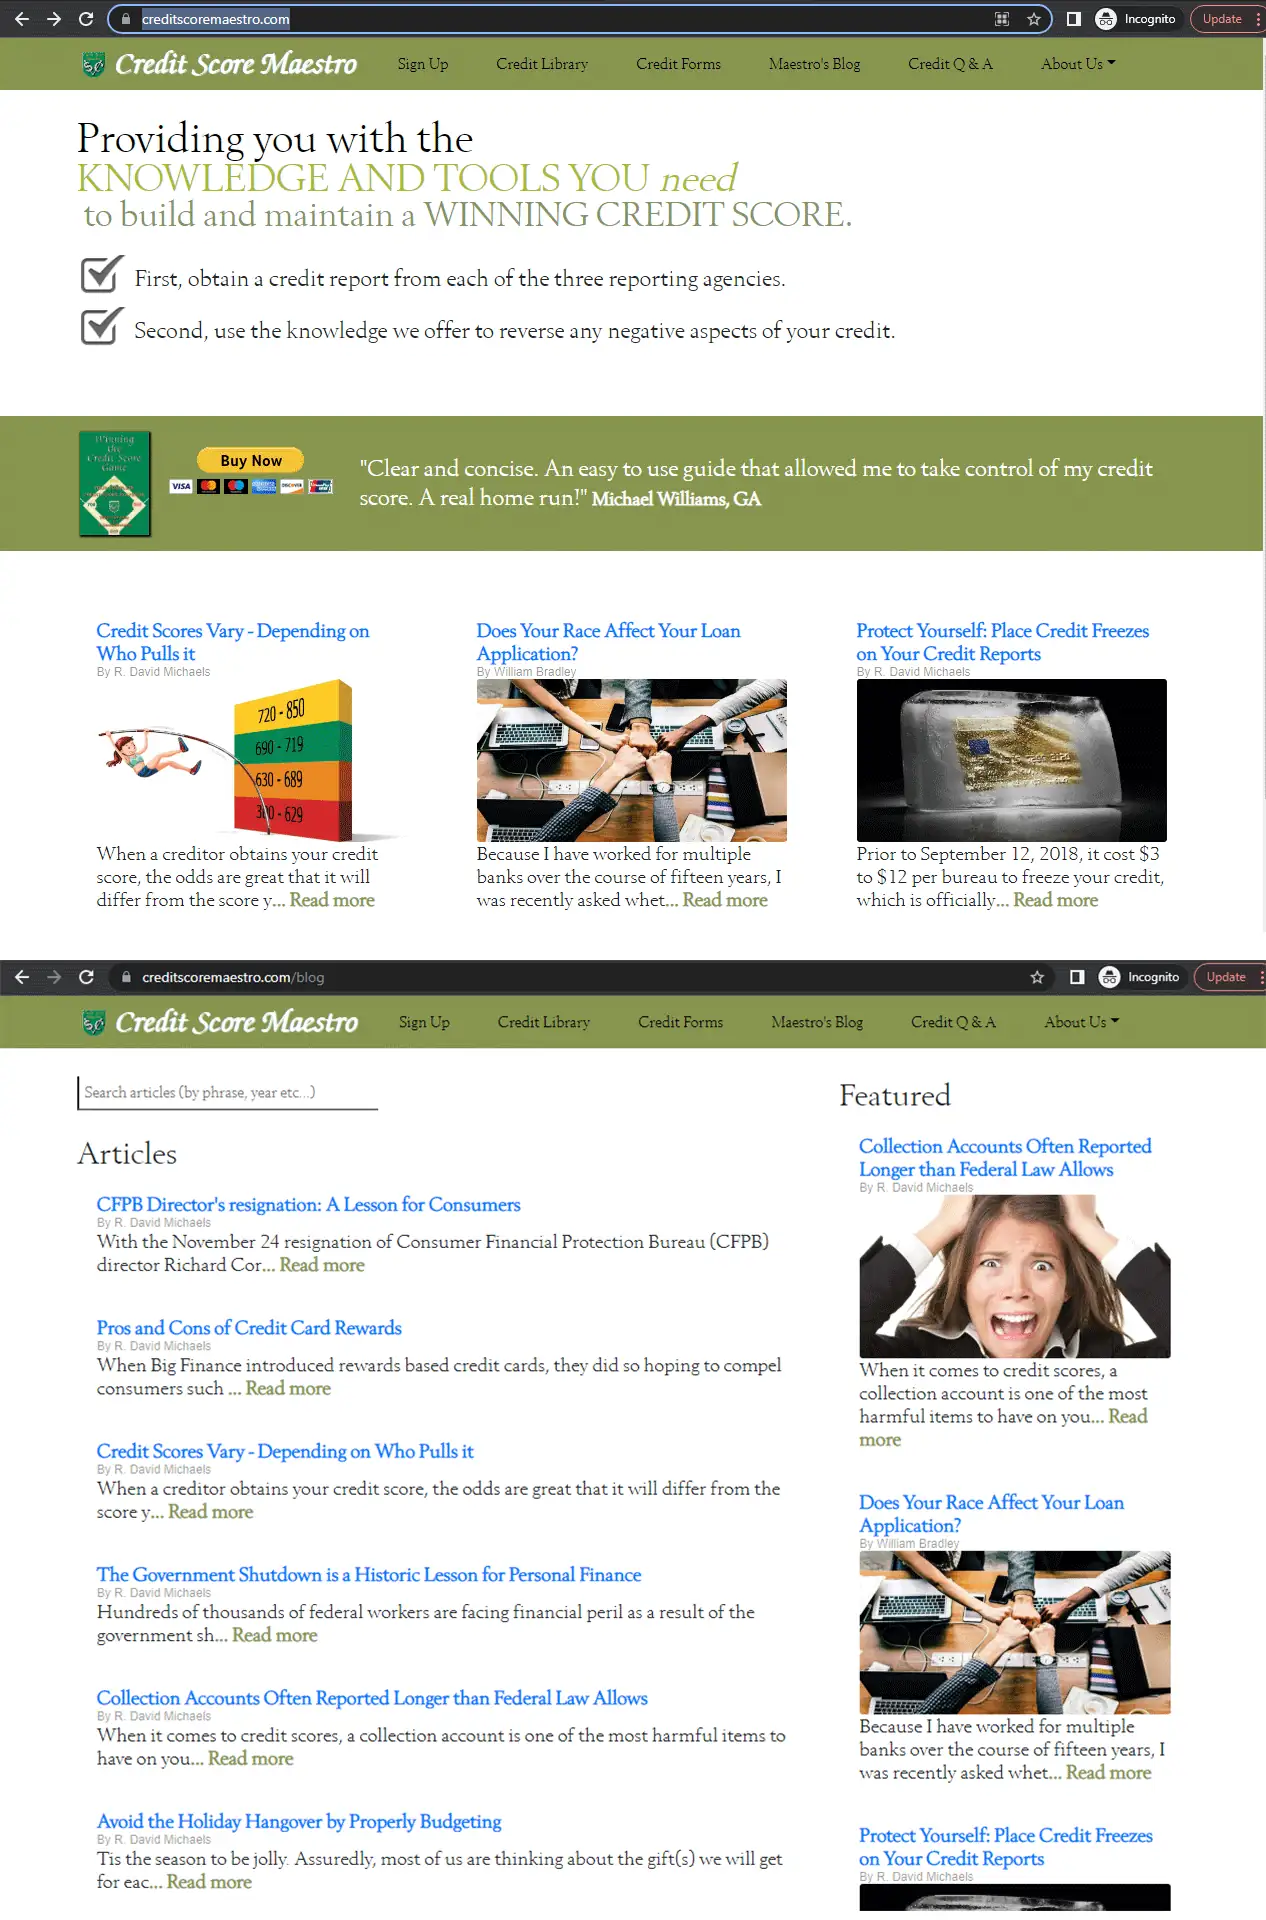 creditscoremaestro.com
Incognito
Update
Credit Score Maestro
Sign Up
Credit Library
Credit Forms
Maestro's Blog
Credit Q & A
About Us
Providing you with the
KNOWLEDGE AND TOOLS YOU need
to build and maintain a WINNING CREDIT SCORE.
First, obtain a credit report from each of the three reporting agencies.
Second, use the knowledge we offer to reverse any negative aspects of your credit.
Winning
the
Credit Score
Game
Buy Now
VISA
DISCOVER
"Clear and concise. An easy to use guide that allowed me to take control of my credit
score. A real home run!" Michael Williams, GA
Credit Scores Vary - Depending on
Who Pulls it
By R. David Michaels
720 - 850
690 - 719
630 - 689
300 - 629
When a creditor obtains your credit
score, the odds are great that it will
differ from the score y... Read more
Does Your Race Affect Your Loan
Application?
By William Bradley
Because I have worked for multiple
banks over the course of fifteen years, I
was recently asked whet... Read more
Protect Yourself: Place Credit Freezes
on Your Credit Reports
By R. David Michaels
Prior to September 12, 2018, it cost $3
to $12 per bureau to freeze your credit,
which is officially... Read more
creditscoremaestro.com/blog
Incognito
Update
Credit Score Maestro
Sign Up
Credit Library
Credit Forms
Maestro's Blog
Credit Q & A
About Us
Search articles (by phrase, year etc...)
Articles
CFPB Director's resignation: A Lesson for Consumers
By R. David Michaels
With the November 24 resignation of Consumer Financial Protection Bureau (CFPB)
director Richard Cor... Read more
Pros and Cons of Credit Card Rewards
By R. David Michaels
When Big Finance introduced rewards based credit cards, they did so hoping to compel
consumers such ... Read more
Credit Scores Vary - Depending on Who Pulls it
By R. David Michaels
When a creditor obtains your credit score, the odds are great that it will differ from the
score y... Read more
The Government Shutdown is a Historic Lesson for Personal Finance
By R. David Michaels
Hundreds of thousands of federal workers are facing financial peril as a result of the
government sh... Read more
Collection Accounts Often Reported Longer than Federal Law Allows
By R. David Michaels
When it comes to credit scores, a collection account is one of the most harmful items to
have on you... Read more
Avoid the Holiday Hangover by Properly Budgeting
By R. David Michaels
Tis the season to be jolly. Assuredly, most of us are thinking about the gift(s) we will get
for eac... Read more
Featured
Collection Accounts Often Reported
Longer than Federal Law Allows
By R. David Michaels
When it comes to credit scores, a
collection account is one of the most
harmful items to have on you... Read
more
Does Your Race Affect Your Loan
Application?
By William Bradley
Because I have worked for multiple
banks over the course of fifteen years, I
was recently asked whet... Read more
Protect Yourself: Place Credit Freezes
on Your Credit Reports
By R. David Michaels